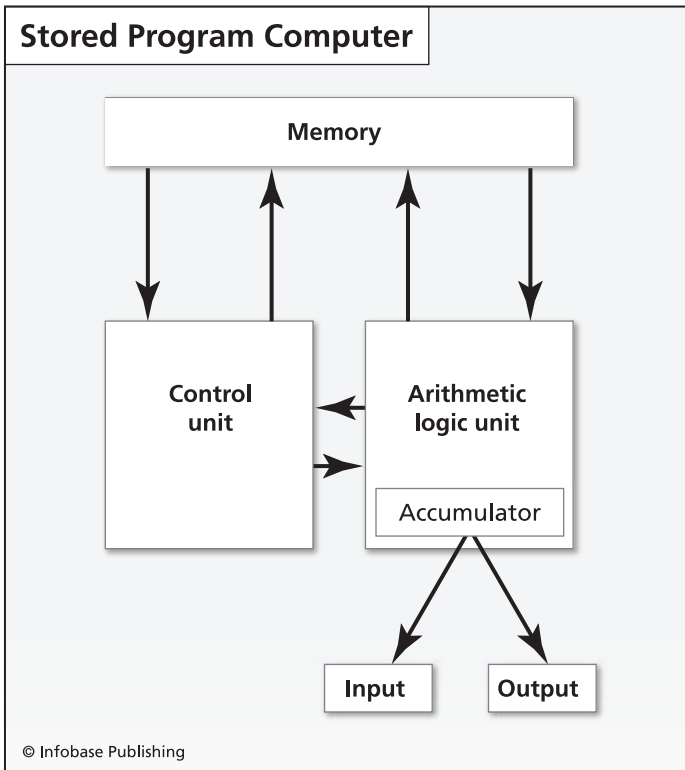 Stored Program Computer
Memory
Control
unit
Arithmetic
logic unit
Accumulator
Input
Output
© Infobase Publishing